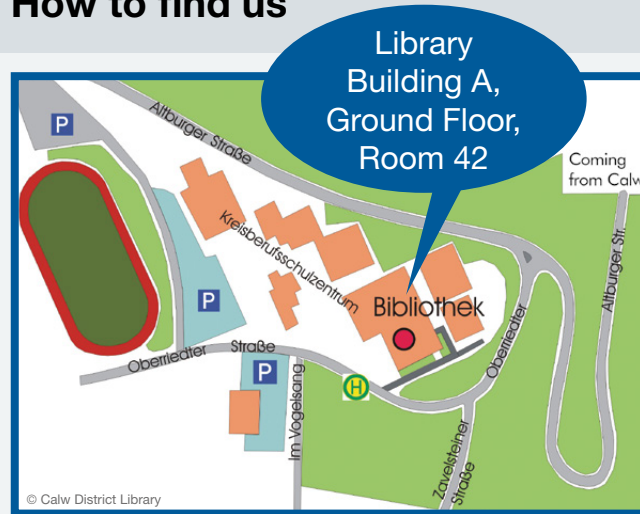 How to find us
Library
Building A,
Ground Floor,
Room 42
P
Altburger Straße
Coming
from Calw
Kreisberufsschulzentrum
P
Bibliothek
Altburger Str.
Oberriedter Straße
P
H
Oberriedter
Im Vogelsang
Zavelsteiner
Straße
© Calw District Library